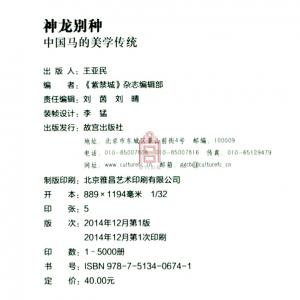 神龙别种
中国马的美学传统
出 版 人：王亚民
编 者：《紫禁城》杂志编辑部
责任编辑：刘 茵 刘 晴
装帧设计：李 猛
出版发行：故宫出版社
地址：北京市东城区景山前街4号 邮编：100009
电话：010-85007808 010-85007816 传真：010-65129479
网址：www.culturefc.cn 邮箱：ggcb@culturefc.cn
制版印刷：北京雅昌艺术印刷有限公司
开 本：889×1194毫米 1/32
印 张：5
版 次：2014年12月第1版
2014年12月第1次印刷
印 数：1-5000册
书 号：ISBN 978-7-5134-0674-1
定 价：40.00元